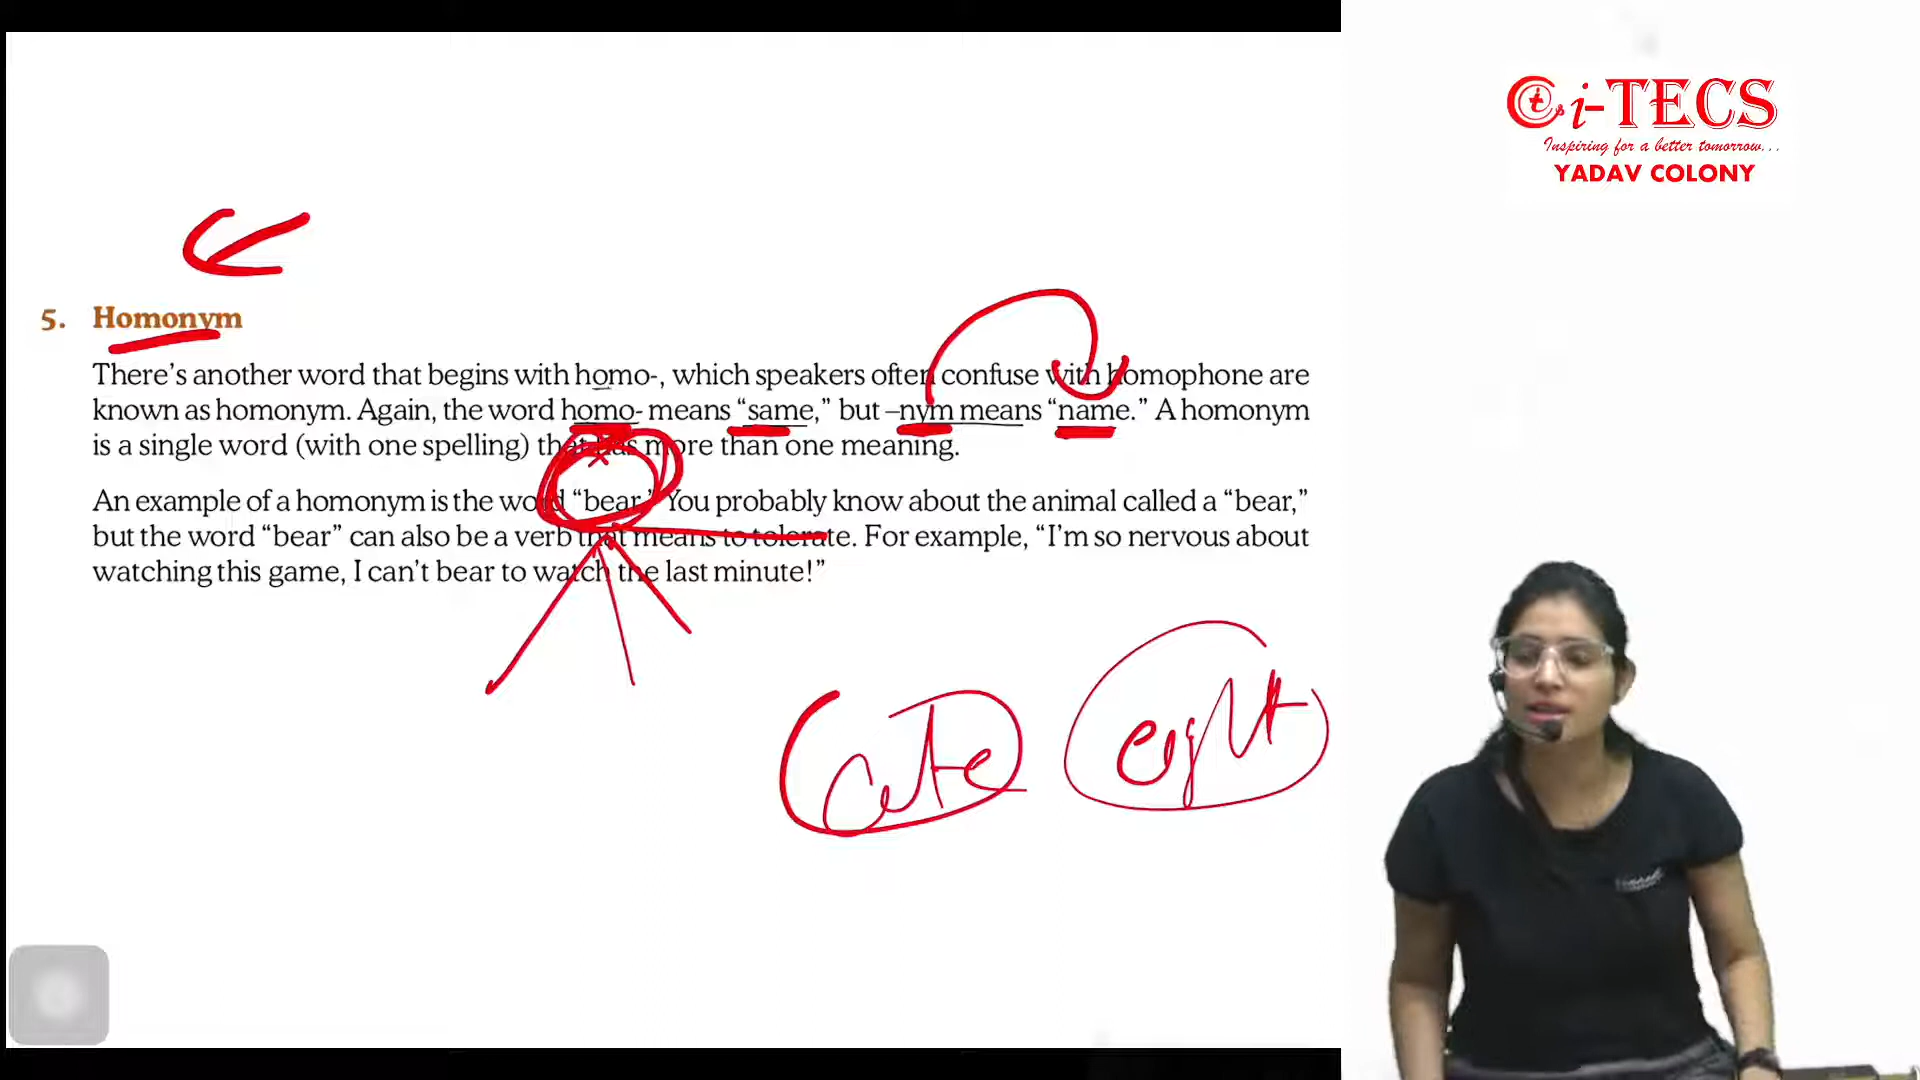 i-TECS
Inspiring for a better tomorrow...
YADAV COLONY
5. Homonym
There's another word that begins with homo-, which speakers often confuse with homophone are
known as homonym. Again, the word homo- means “same,” but –nym means “name.” A homonym
is a single word (with one spelling) that has more than one meaning.
An example of a homonym is the word “bear.” You probably know about the animal called a “bear,”
but the word “bear” can also be a verb that means to tolerate. For example, “I'm so nervous about
watching this game, I can't bear to watch the last minute!”
eight